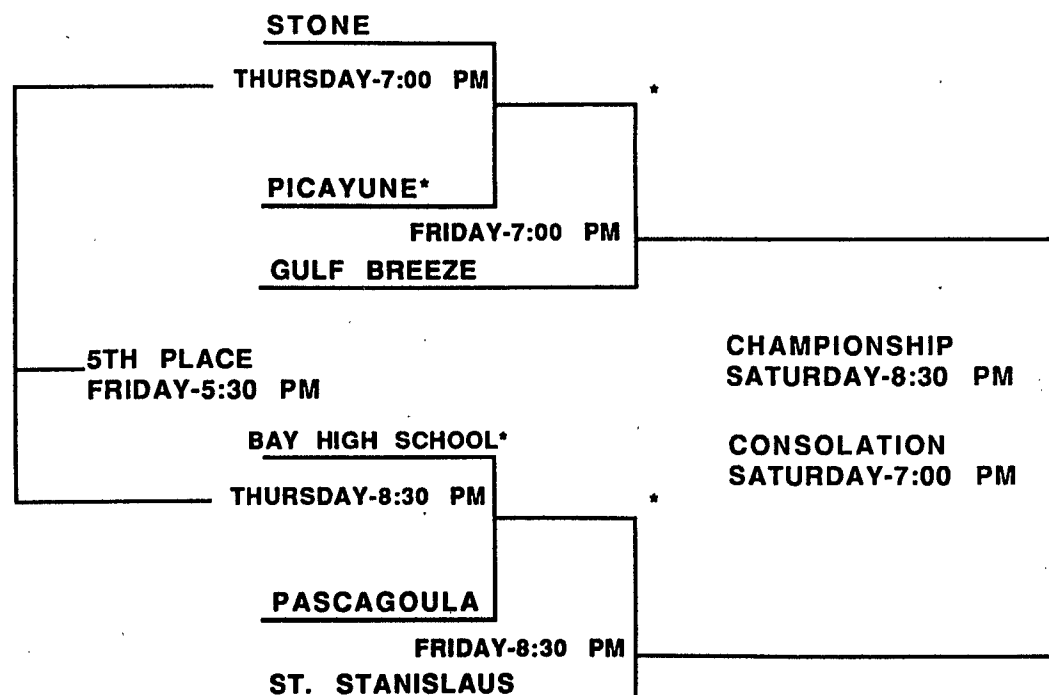 STONE
THURSDAY-7:00 PM
*
PICAYUNE*
FRIDAY-7:00 PM
GULF BREEZE
5TH PLACE
FRIDAY-5:30 PM
CHAMPIONSHIP
SATURDAY-8:30 PM
BAY HIGH SCHOOL*
CONSOLATION
SATURDAY-7:00 PM
THURSDAY-8:30 PM
*
PASCAGOULA
FRIDAY-8:30 PM
ST. STANISLAUS